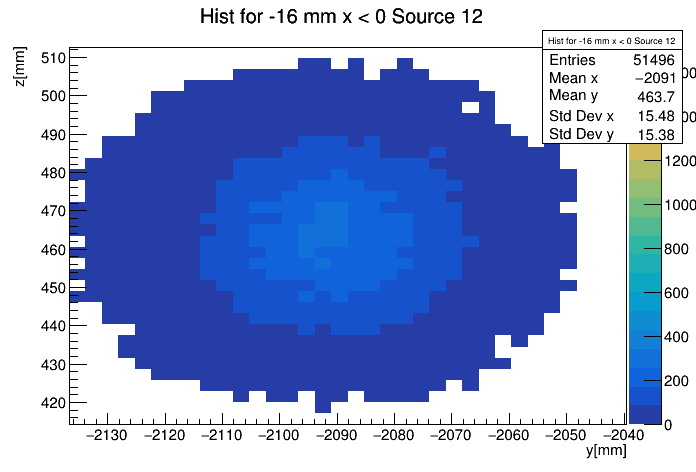 Hist for -16 mm x < 0 Source 12
Hist for -16 mm x < 0 Source 12
Entries 51496
Mean x −2091
Mean y 463.7
Std Dev x 15.48
Std Dev y 15.38
z[mm]
510
500
490
480
470
460
450
440
430
420
1200
1000
800
600
400
200
0
−2130 −2120 −2110 −2100 −2090 −2080 −2070 −2060 −2050 −2040
y[mm]